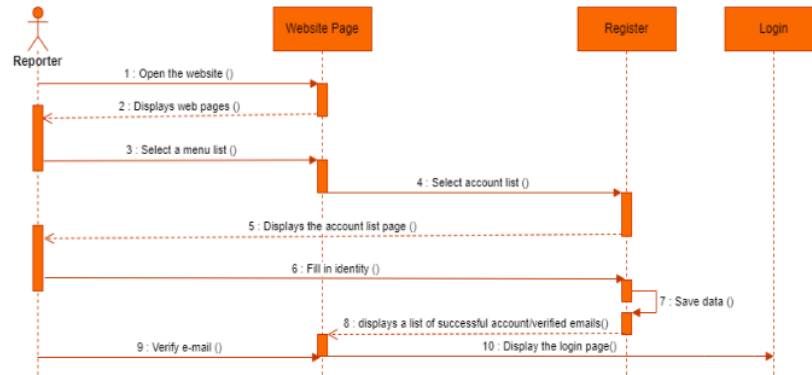 Website Page
Register
Login
Reporter
1 : Open the website ()
2 : Displays web pages ()
3 : Select a menu list ()
4 : Select account list ()
5 : Displays the account list page ()
6 : Fill in identity ()
7 : Save data ()
8 : displays a list of successful account/verified emails()
9 : Verify e-mail ()
10 : Display the login page()